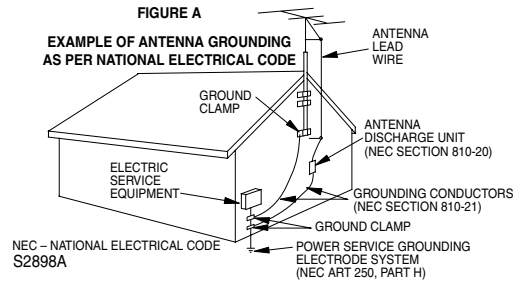 FIGURE A
EXAMPLE OF ANTENNA GROUNDING
AS PER NATIONAL ELECTRICAL CODE
ANTENNA
LEAD
WIRE
GROUND
CLAMP
ANTENNA
DISCHARGE UNIT
(NEC SECTION 810-20)
ELECTRIC
SERVICE
EQUIPMENT
GROUNDING CONDUCTORS
(NEC SECTION 810-21)
GROUND CLAMP
POWER SERVICE GROUNDING
ELECTRODE SYSTEM
(NEC ART 250, PART H)
NEC – NATIONAL ELECTRICAL CODE
S2898A